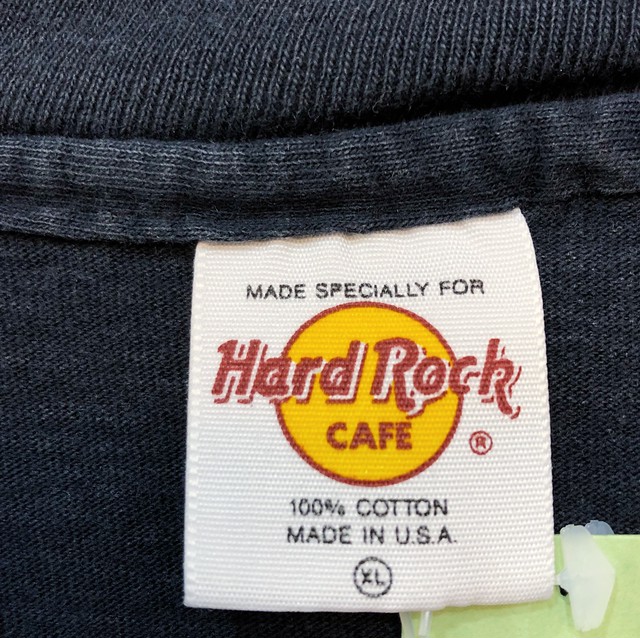 MADE SPECIALLY FOR
Hard Rock
CAFE
®
100% COTTON
MADE IN U.S.A.
XL